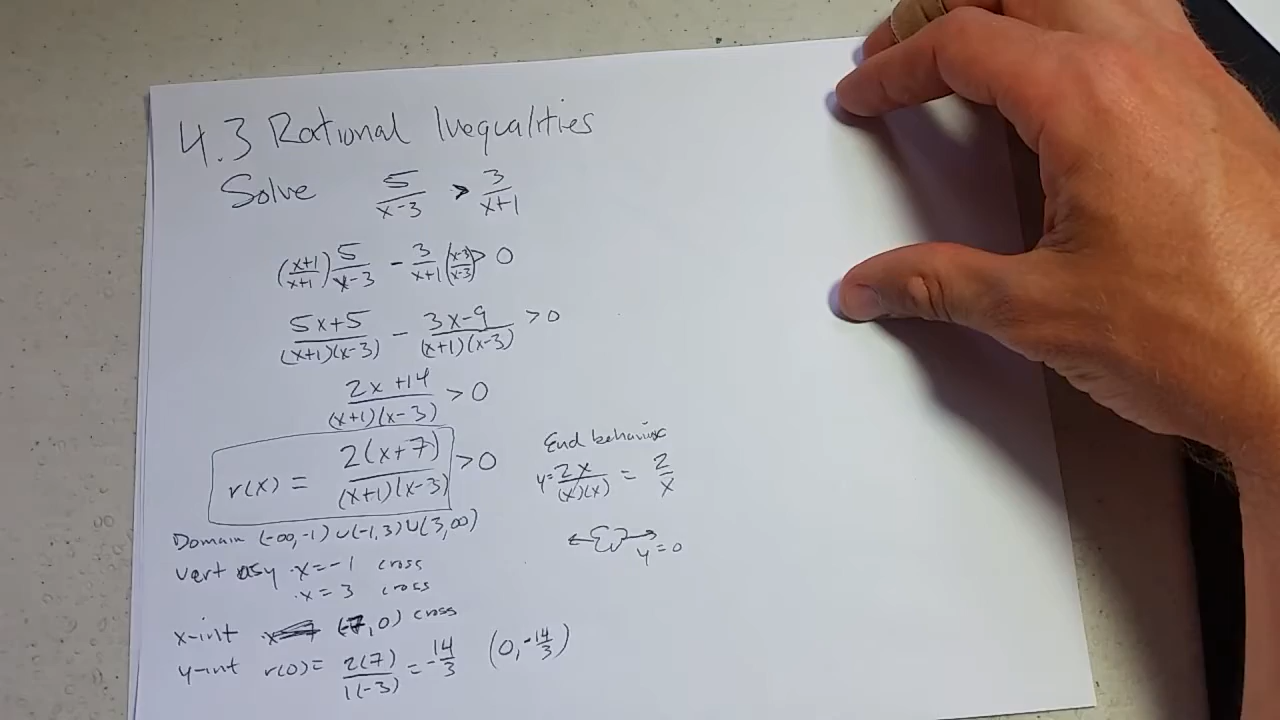 4.3 Rational Inequalities
Solve 5/(x-3) > 3/(x+1)
((x+1)/(x+1)) 5/(x-3) - 3/(x+1) ((x-3)/(x-3)) > 0
(5x+5)/((x+1)(x-3)) - (3x-9)/((x+1)(x-3)) > 0
(2x+14)/((x+1)(x-3)) > 0
r(x) = 2(x+7)/((x+1)(x-3)) > 0
Domain (-∞,-1)∪(-1,3)∪(3,∞)
vert asy x=-1 cross
x=3 cross
x-int (-7,0) cross
y-int r(0)= 2(7)/(1(-3)) = -14/3 (0,-14/3)
End behavior
y= 2x/((x)(x)) = 2/x
y=0